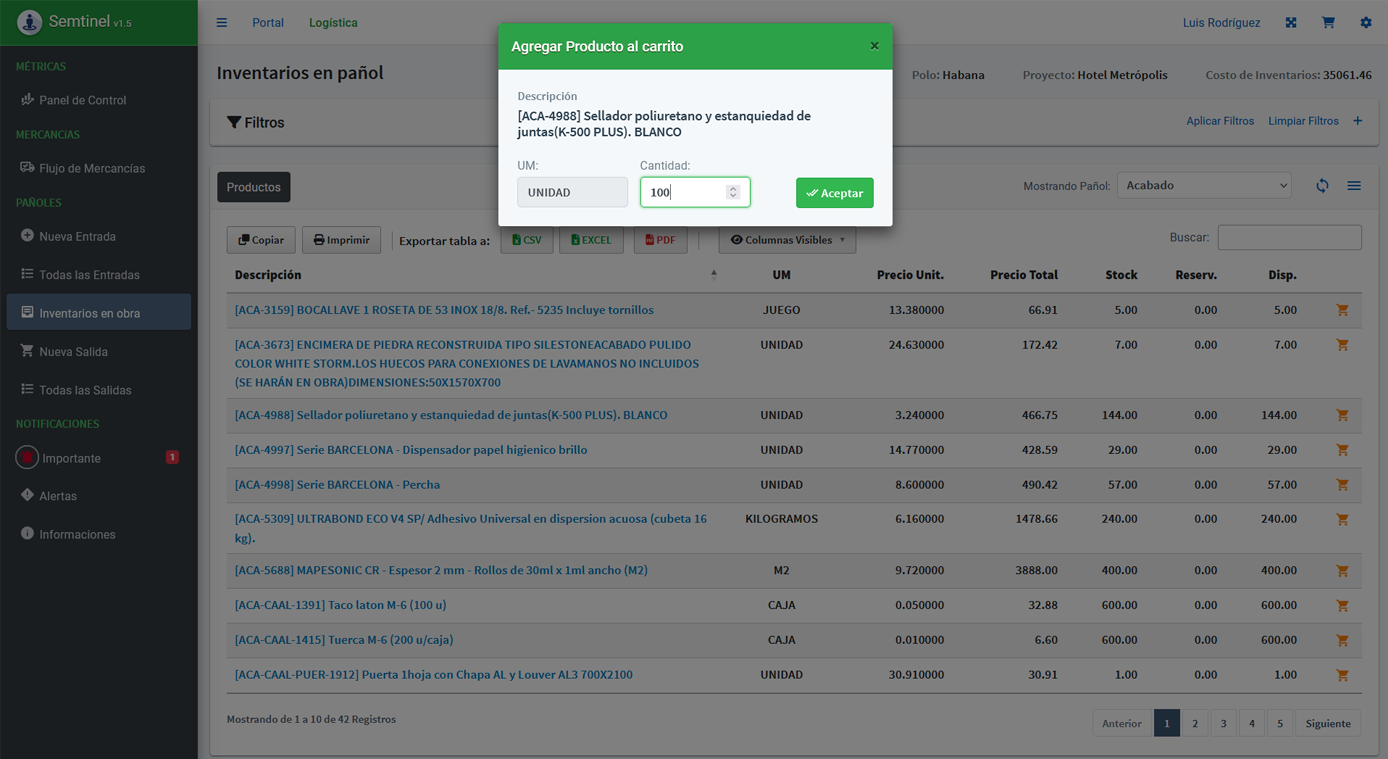 Semtinel v1.5
Portal
Logística
Luis Rodríguez
MÉTRICAS
Panel de Control
MERCANCÍAS
Flujo de Mercancías
PAÑOLES
Nueva Entrada
Todas las Entradas
Inventarios en obra
Nueva Salida
Todas las Salidas
NOTIFICACIONES
Importante 1
Alertas
Informaciones
Agregar Producto al carrito ×
Descripción
[ACA-4988] Sellador poliuretano y estanquiedad de
juntas(K-500 PLUS). BLANCO
UM: Cantidad:
UNIDAD 100 Aceptar
Inventarios en pañol
Polo: Habana Proyecto: Hotel Metrópolis Costo de Inventarios: 35061.46
Filtros
Aplicar Filtros Limpiar Filtros +
Productos
Mostrando Pañol: Acabado
Copiar Imprimir Exportar tabla a: CSV EXCEL PDF Columnas Visibles Buscar:
Descripción UM Precio Unit. Precio Total Stock Reserv. Disp.
[ACA-3159] BOCALLAVE 1 ROSETA DE 53 INOX 18/8. Ref.- 5235 Incluye tornillos JUEGO 13.380000 66.91 5.00 0.00 5.00
[ACA-3673] ENCIMERA DE PIEDRA RECONSTRUIDA TIPO SILESTONEACABADO PULIDO UNIDAD 24.630000 172.42 7.00 0.00 7.00
COLOR WHITE STORM.LOS HUECOS PARA CONEXIONES DE LAVAMANOS NO INCLUIDOS
(SE HARÁN EN OBRA)DIMENSIONES:50X1570X700
[ACA-4988] Sellador poliuretano y estanquiedad de juntas(K-500 PLUS). BLANCO UNIDAD 3.240000 466.75 144.00 0.00 144.00
[ACA-4997] Serie BARCELONA - Dispensador papel higienico brillo UNIDAD 14.770000 428.59 29.00 0.00 29.00
[ACA-4998] Serie BARCELONA - Percha UNIDAD 8.600000 490.42 57.00 0.00 57.00
[ACA-5309] ULTRABOND ECO V4 SP/ Adhesivo Universal en dispersion acuosa (cubeta 16 KILOGRAMOS 6.160000 1478.66 240.00 0.00 240.00
kg).
[ACA-5688] MAPESONIC CR - Espesor 2 mm - Rollos de 30ml x 1ml ancho (M2) M2 9.720000 3888.00 400.00 0.00 400.00
[ACA-CAAL-1391] Taco laton M-6 (100 u) CAJA 0.050000 32.88 600.00 0.00 600.00
[ACA-CAAL-1415] Tuerca M-6 (200 u/caja) CAJA 0.010000 6.60 600.00 0.00 600.00
[ACA-CAAL-PUER-1912] Puerta 1hoja con Chapa AL y Louver AL3 700X2100 UNIDAD 30.910000 30.91 1.00 0.00 1.00
Mostrando de 1 a 10 de 42 Registros
Anterior 1 2 3 4 5 Siguiente